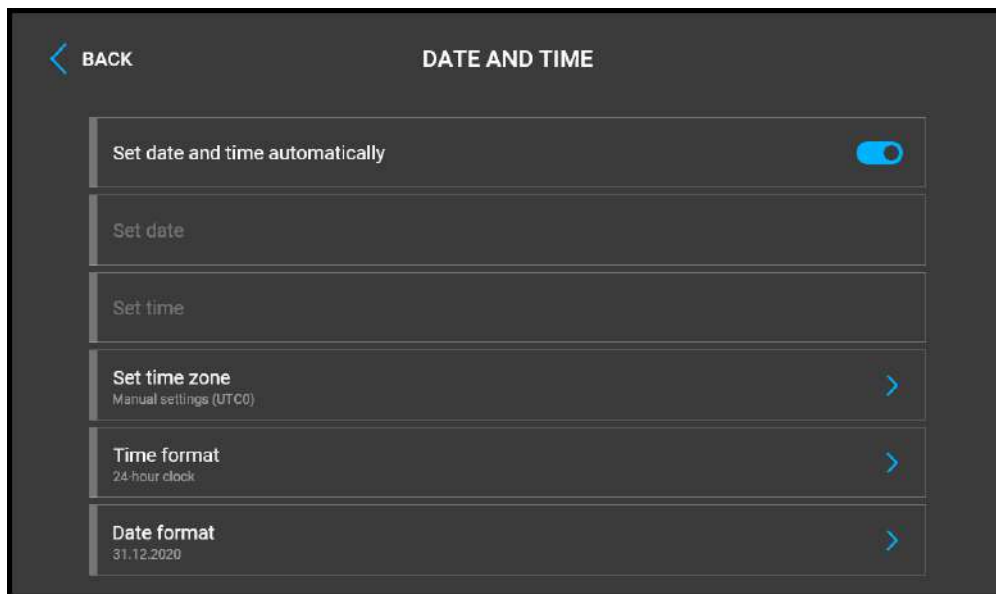 BACK
DATE AND TIME
Set date and time automatically
Set date
Set time
Set time zone
Manual settings (UTC0)
Time format
24-hour clock
Date format
31.12.2020